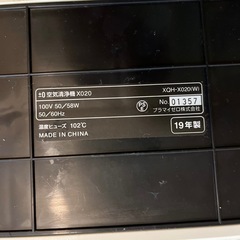 ±0 空気清浄機 X020
XQH-X020(W)
100V 50/58W
50/60Hz
No. 01357
プラマイゼロ株式会社
温度ヒューズ 102℃
MADE IN CHINA
19年製